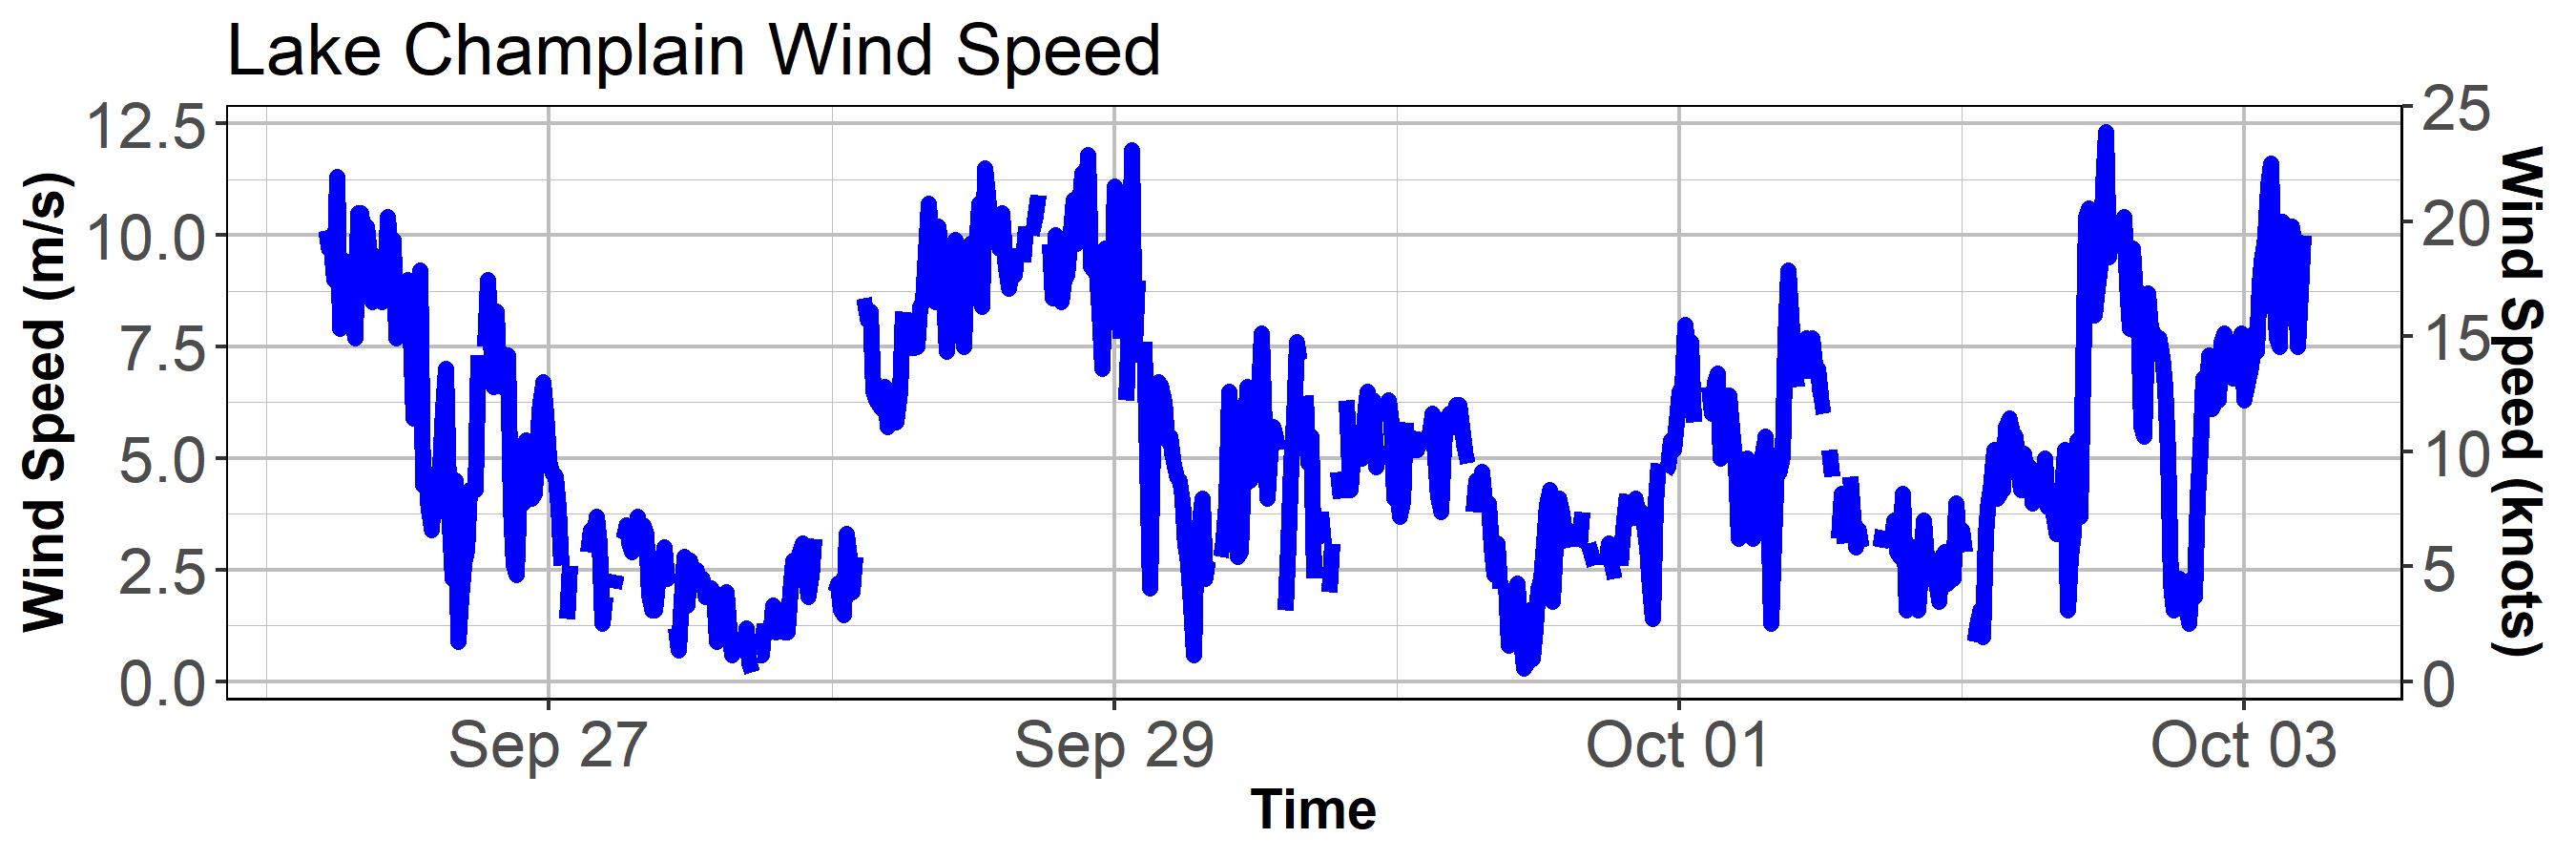 Lake Champlain Wind Speed
Wind Speed (m/s)
12.5
10.0
7.5
5.0
2.5
0.0
25
20
15
10
5
0
Wind Speed (knots)
Sep 27 Sep 29 Oct 01 Oct 03
Time